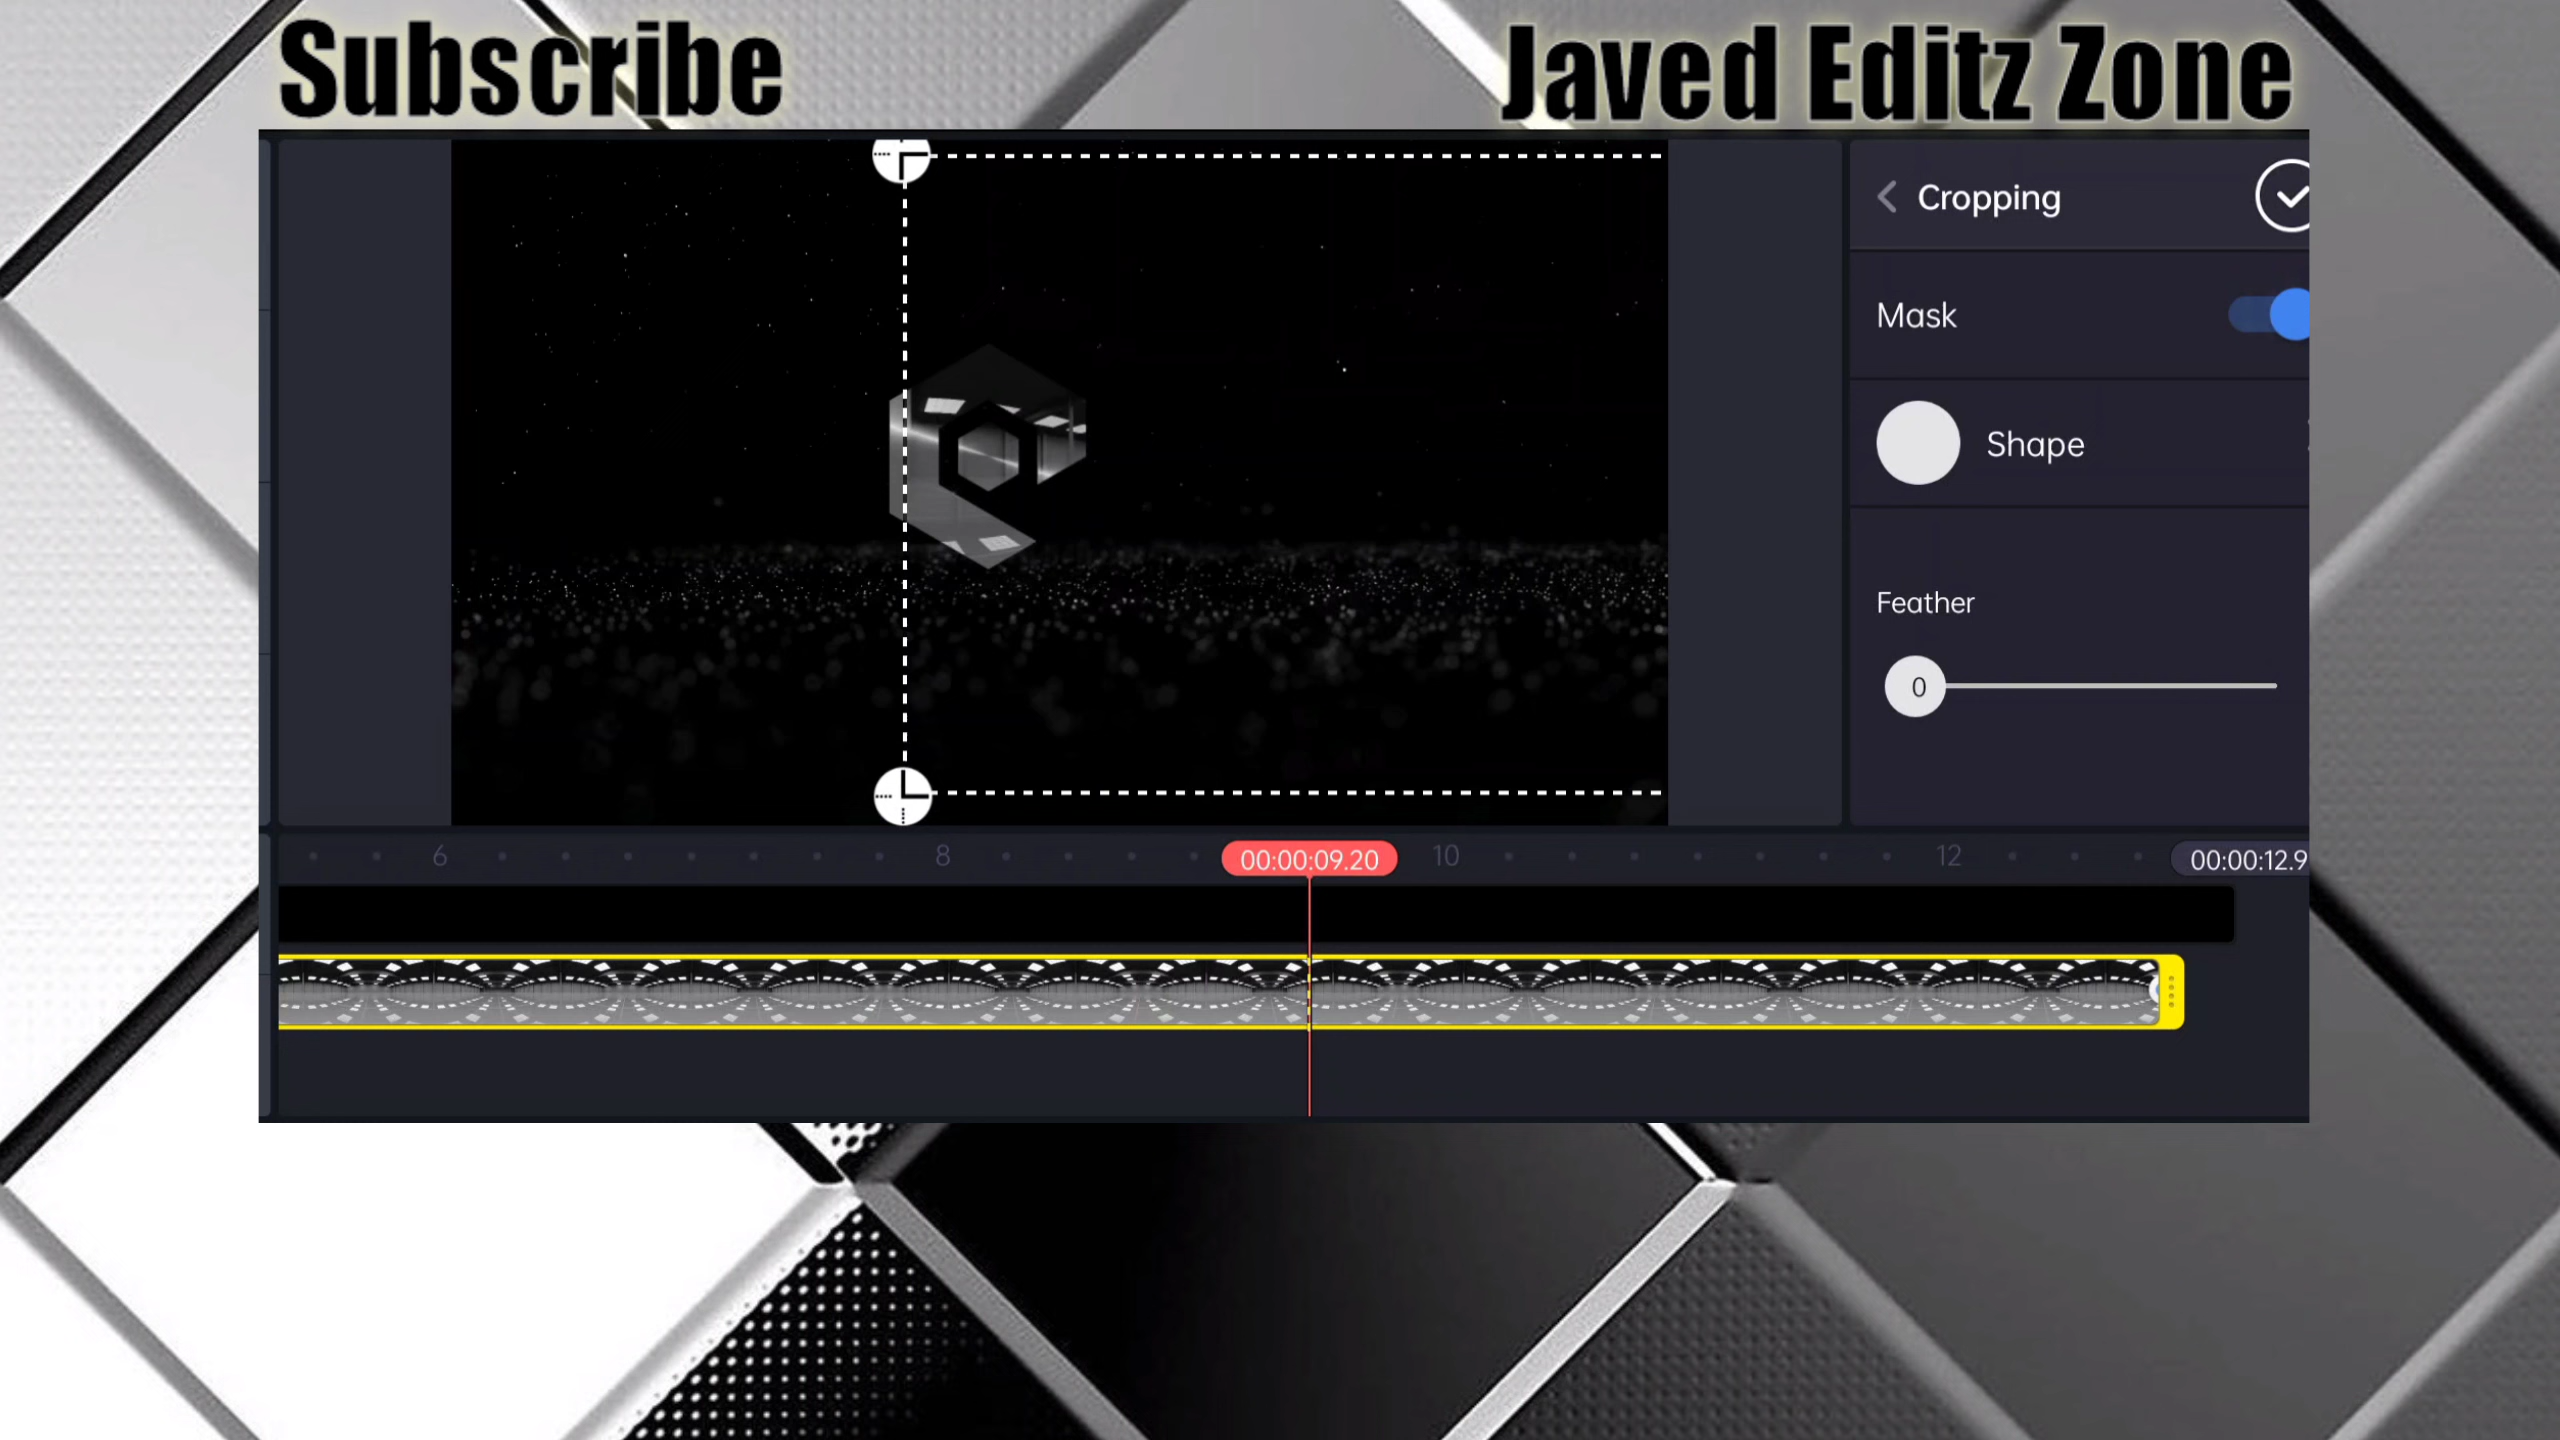 Subscribe
Javed Editz Zone
Cropping
Mask
Shape
Feather
0
6
8
00:00:09.20
10
12
00:00:12.9